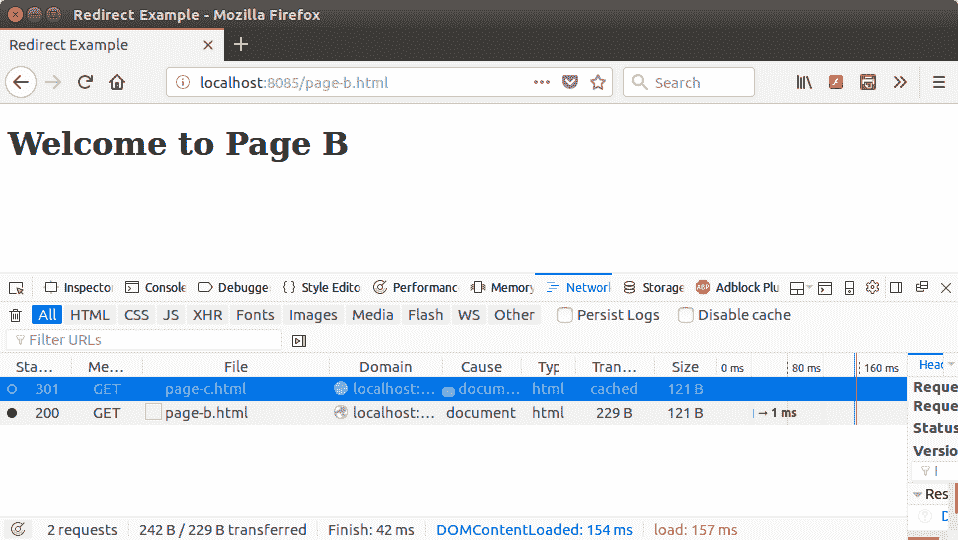 Redirect Example - Mozilla Firefox
Redirect Example
localhost:8085/page-b.html Search
Welcome to Page B
Inspector Console Debugge Style Edito Performanc Memory Network Storage Adblock Plu
All HTML CSS JS XHR Fonts Images Media Flash WS Other Persist Logs Disable cache
Filter URLs
Sta... Me... File Domain Cause Typ Tran... Size 0 ms 80 ms 160 ms Head
301 GET page-c.html localhost:... docum... html cached 121 B
200 GET page-b.html localhost:... document html 229 B 121 B → 1 ms
Reque
Reque
Status
Versio
Res
2 requests 242 B / 229 B transferred Finish: 42 ms DOMContentLoaded: 154 ms load: 157 ms